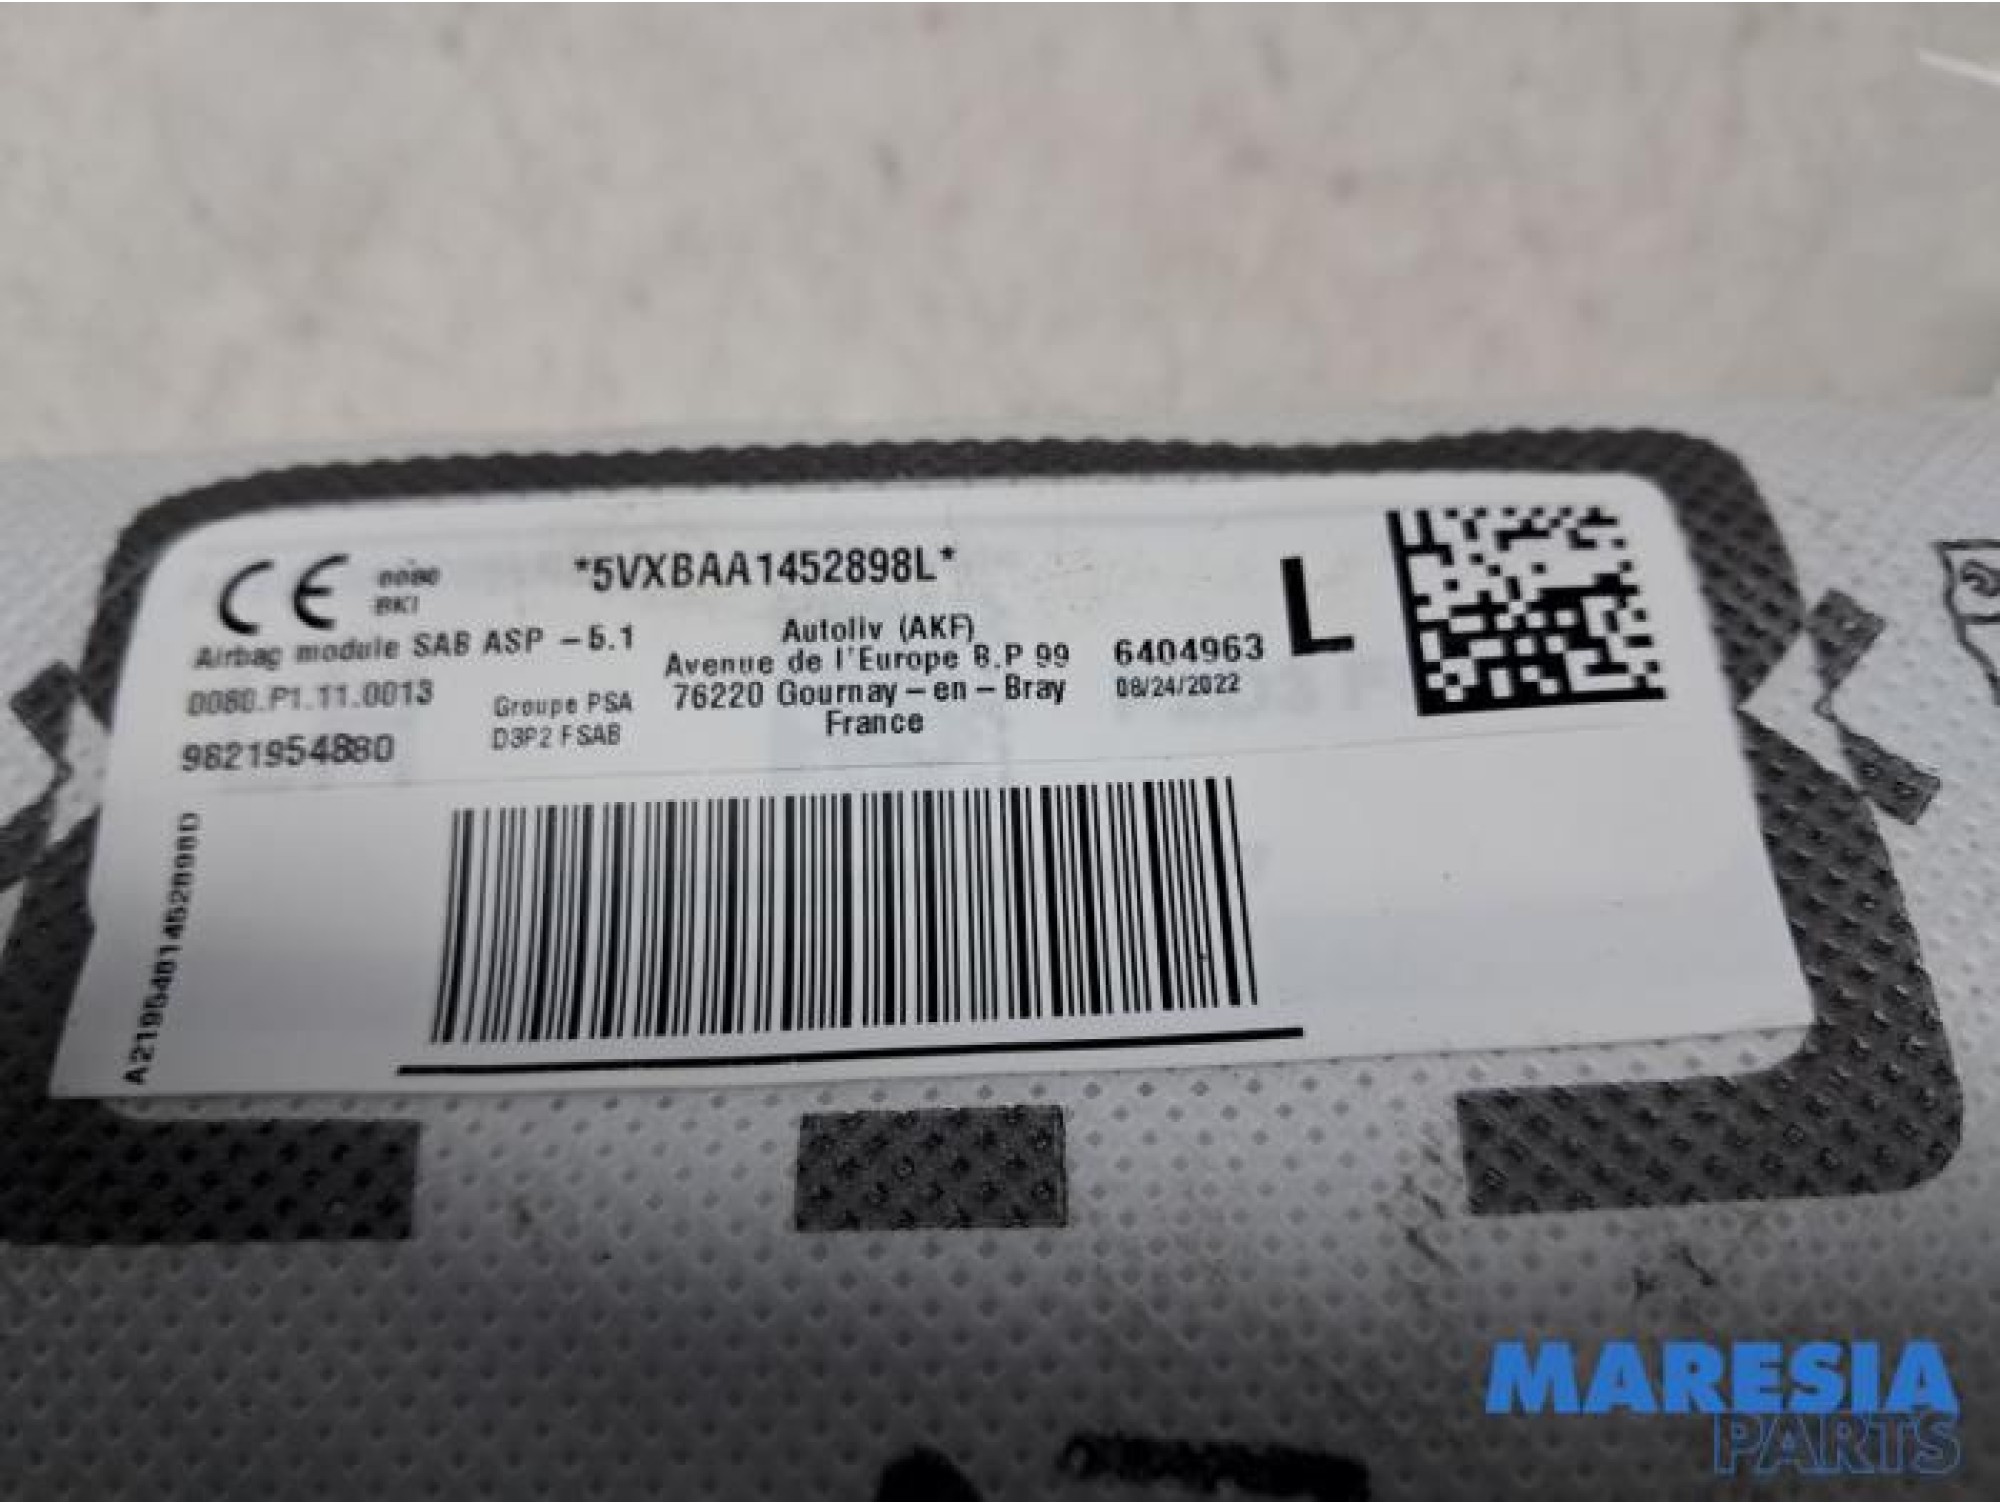 CE 0080 *5VXBAA1452898L* L
BKI
Airbag module SAB ASP - 5.1 Autoliv (AKF)
Avenue de l'Europe B.P 99 6404963
0080.P1.11.0013 Groupe PSA 76220 Gournay - en - Bray 08/24/2022
9821954880 D3P2 FSAB France
A21954801452898D
MARESIA
PARTS